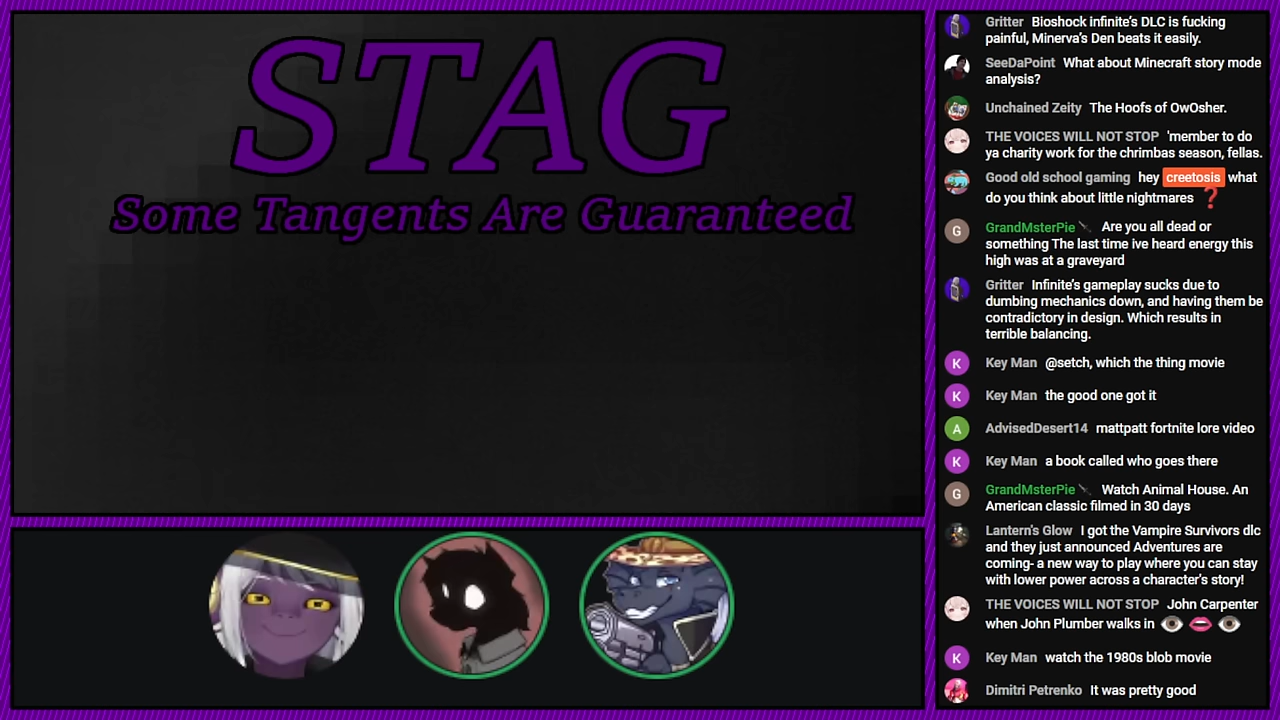 STAG
Some Tangents Are Guaranteed
Gritter Bioshock infinite's DLC is fucking
painful, Minerva's Den beats it easily.
SeeDaPoint What about Minecraft story mode
analysis?
Unchained Zeity The Hoofs of OwOsher.
THE VOICES WILL NOT STOP 'member to do
ya charity work for the chrimbas season, fellas.
Good old school gaming hey creetosis what
do you think about little nightmares ❓
G GrandMsterPie Are you all dead or
something The last time ive heard energy this
high was at a graveyard
Gritter Infinite's gameplay sucks due to
dumbing mechanics down, and having them be
contradictory in design. Which results in
terrible balancing.
K Key Man @setch, which the thing movie
K Key Man the good one got it
A AdvisedDesert14 mattpatt fortnite lore video
K Key Man a book called who goes there
G GrandMsterPie Watch Animal House. An
American classic filmed in 30 days
Lantern's Glow I got the Vampire Survivors dlc
and they just announced Adventures are
coming- a new way to play where you can stay
with lower power across a character's story!
THE VOICES WILL NOT STOP John Carpenter
when John Plumber walks in 👁👄👁
K Key Man watch the 1980s blob movie
Dimitri Petrenko It was pretty good